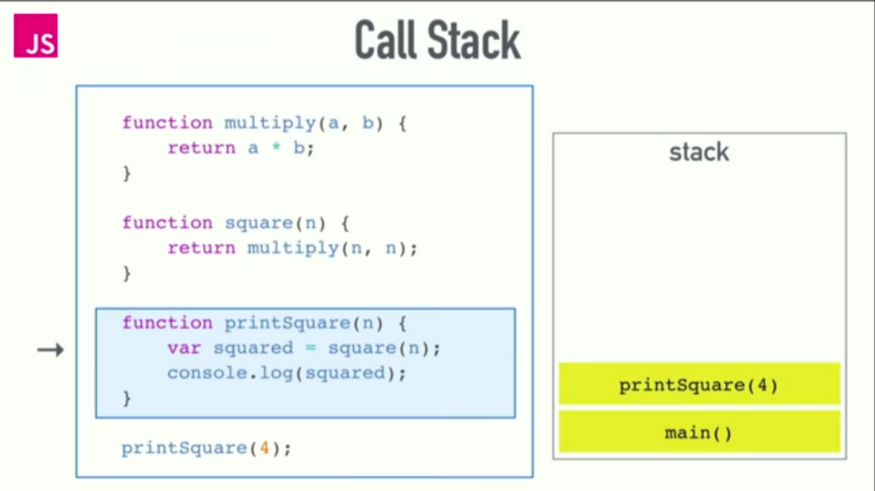 JS
Call Stack
function multiply(a, b) {
return a * b;
}
function square(n) {
return multiply(n, n);
}
function printSquare(n) {
var squared = square(n);
console.log(squared);
}
printSquare(4);
stack
printSquare(4)
main()